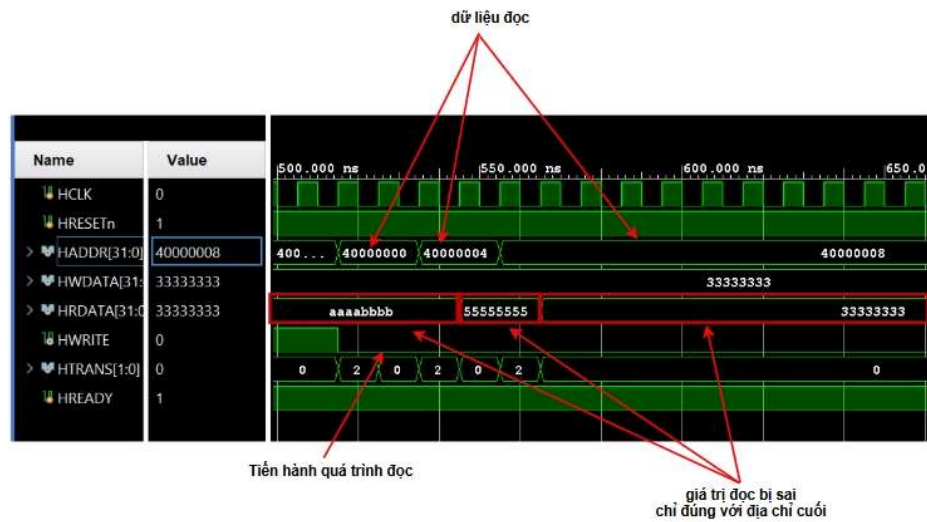 dữ liệu đọc
Name Value
500.000 ns 550.000 ns 600.000 ns 650.0
HCLK 0
HRESETn 1
HADDR[31:0] 40000008 400... 40000000 40000004 40000008
HWDATA[31: 33333333 33333333
HRDATA[31:0 33333333 aaaabbbb 55555555 33333333
HWRITE 0
HTRANS[1:0] 0 0 2 0 2 0 2 0
HREADY 1
Tiến hành quá trình đọc
giá trị đọc bị sai
chỉ đúng với địa chỉ cuối